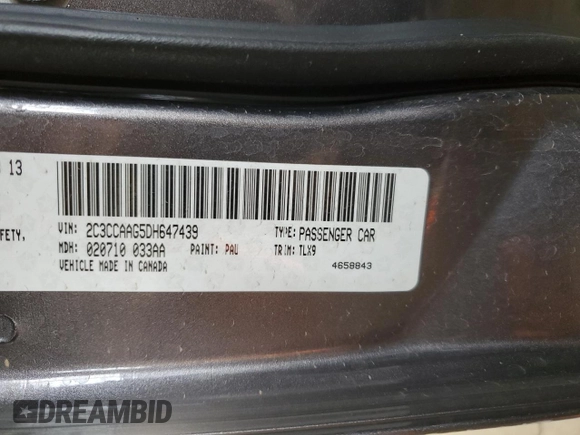 13
VIN: 2C3CCAAG5DH647439 TYPE: PASSENGER CAR
FETY,
MDH: 020710 033AA PAINT: PAU TRIM: TLX9
VEHICLE MADE IN CANADA 4658843
DREAMBID